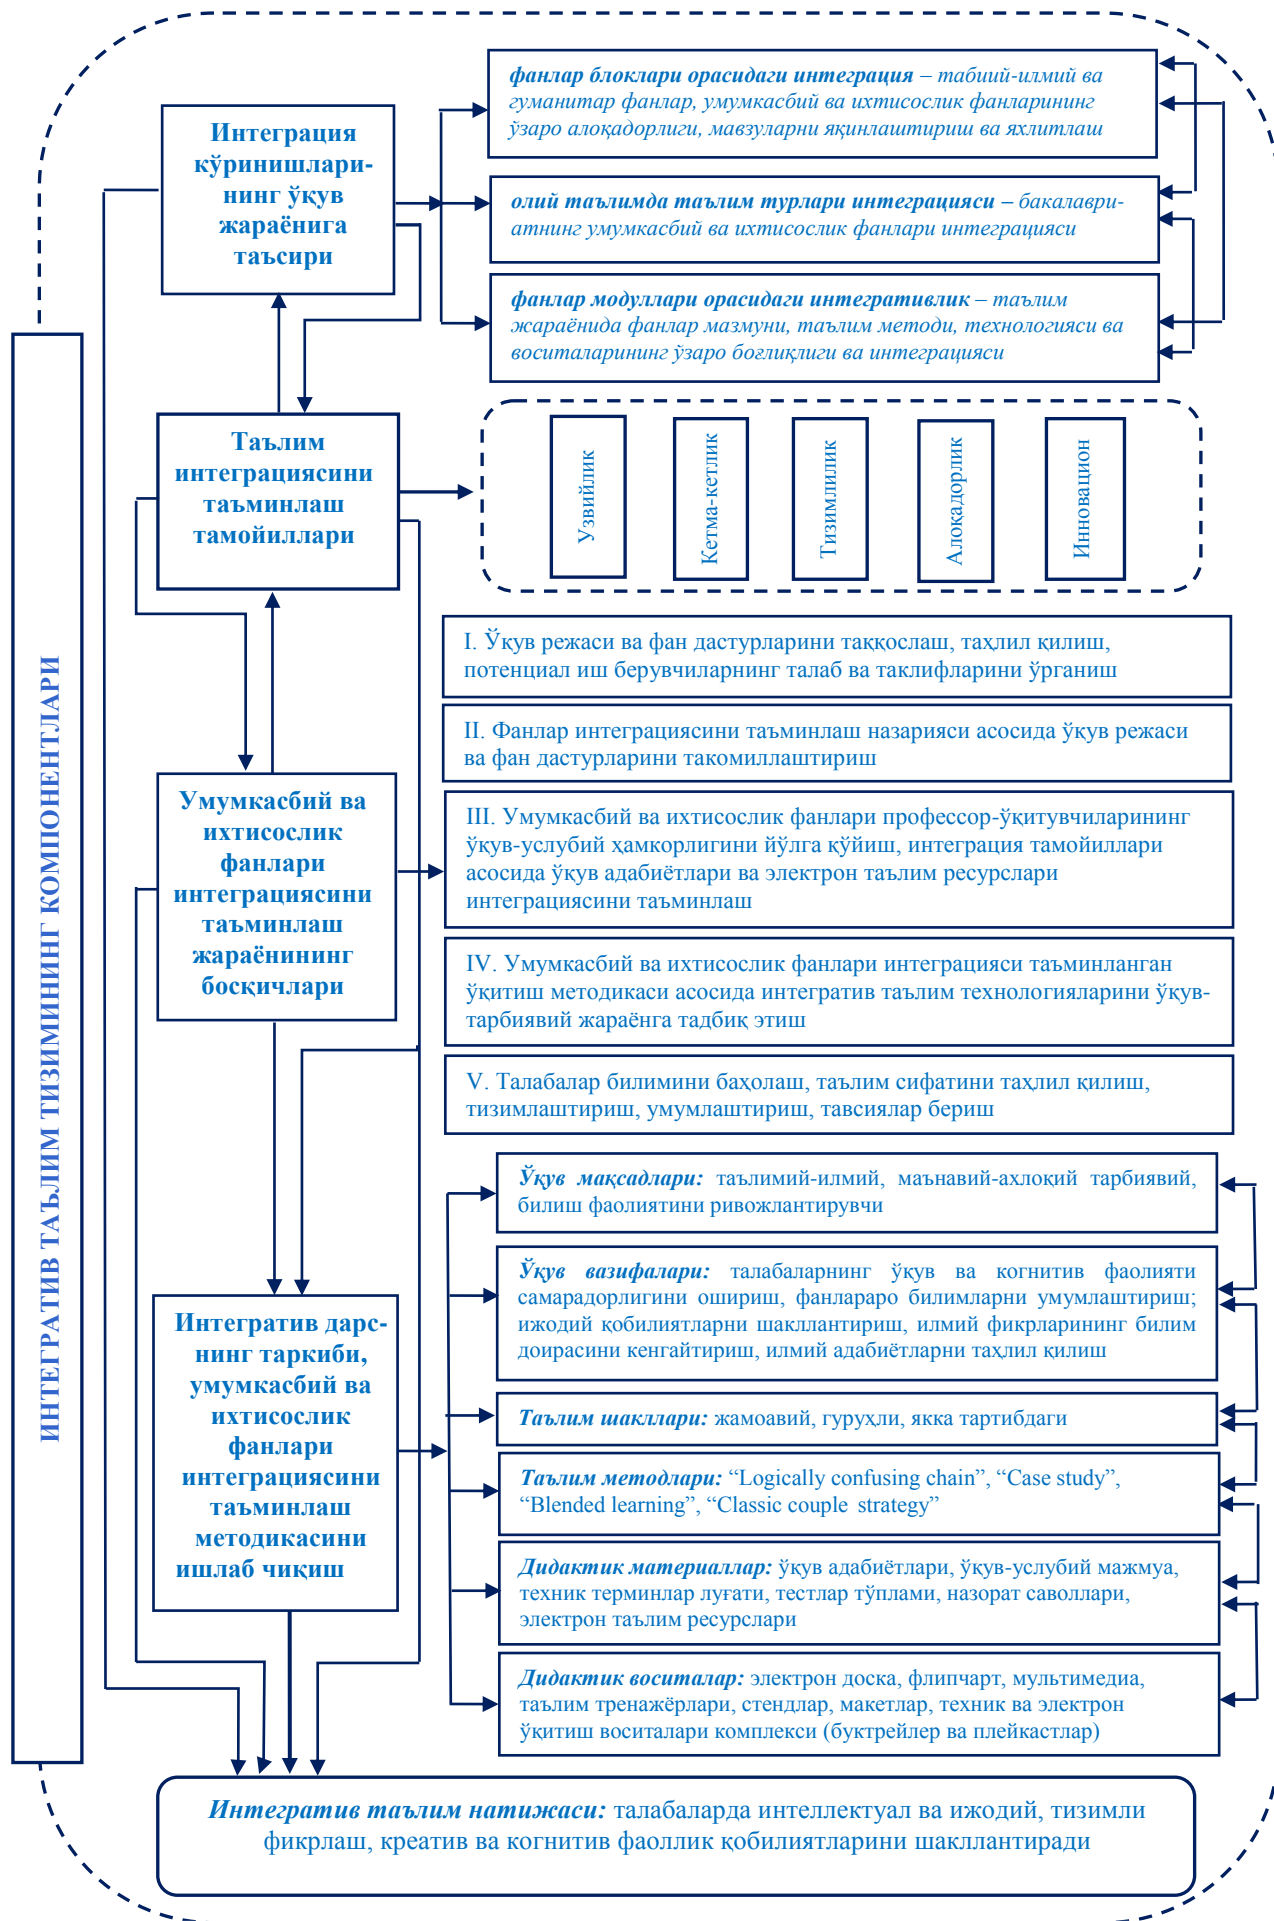 ИНТЕГРАТИВ ТАЪЛИМ ТИЗИМИНИНГ КОМПОНЕНТЛАРИ
Интеграция
кўринишлари-
нинг ўқув
жараёнига
таъсири
фанлар блоклари орасидаги интеграция – табиий-илмий ва
гуманитар фанлар, умумкасбий ва ихтисослик фанларининг
ўзаро алоқадорлиги, мавзуларни яқинлаштириш ва яхлитлаш
олий таълимда таълим турлари интеграцияси – бакалаври-
атнинг умумкасбий ва ихтисослик фанлари интеграцияси
фанлар модуллари орасидаги интегративлик – таълим
жараёнида фанлар мазмуни, таълим методи, технологияси ва
воситаларининг ўзаро боғлиқлиги ва интеграцияси
Таълим
интеграциясини
таъминлаш
тамойиллари
Узвийлик
Кетма-кетлик
Тизимлилик
Алоқадорлик
Инновацион
Умумкасбий ва
ихтисослик
фанлари
интеграциясини
таъминлаш
жараёнининг
босқичлари
I. Ўқув режаси ва фан дастурларини таққослаш, таҳлил қилиш,
потенциал иш берувчиларнинг талаб ва таклифларини ўрганиш
II. Фанлар интеграциясини таъминлаш назарияси асосида ўқув режаси
ва фан дастурларини такомиллаштириш
III. Умумкасбий ва ихтисослик фанлари профессор-ўқитувчиларининг
ўқув-услубий ҳамкорлигини йўлга қўйиш, интеграция тамойиллари
асосида ўқув адабиётлари ва электрон таълим ресурслари
интеграциясини таъминлаш
IV. Умумкасбий ва ихтисослик фанлари интеграцияси таъминланган
ўқитиш методикаси асосида интегратив таълим технологияларини ўқув-
тарбиявий жараёнга тадбиқ этиш
V. Талабалар билимини баҳолаш, таълим сифатини таҳлил қилиш,
тизимлаштириш, умумлаштириш, тавсиялар бериш
Интегратив дарс-
нинг таркиби,
умумкасбий ва
ихтисослик
фанлари
интеграциясини
таъминлаш
методикасини
ишлаб чиқиш
Ўқув мақсадлари: таълимий-илмий, маънавий-ахлоқий тарбиявий,
билиш фаолиятини ривожлантирувчи
Ўқув вазифалари: талабаларнинг ўқув ва когнитив фаолияти
самарадорлигини ошириш, фанлараро билимларни умумлаштириш;
ижодий қобилиятларни шакллантириш, илмий фикрларининг билим
доирасини кенгайтириш, илмий адабиётларни таҳлил қилиш
Таълим шакллари: жамоавий, гуруҳли, якка тартибдаги
Таълим методлари: “Logically confusing chain”, “Case study”,
“Blended learning”, “Classic couple strategy”
Дидактик материаллар: ўқув адабиётлари, ўқув-услубий мажмуа,
техник терминлар луғати, тестлар тўплами, назорат саволлари,
электрон таълим ресурслари
Дидактик воситалар: электрон доска, флипчарт, мультимедиа,
таълим тренажёрлари, стендлар, макетлар, техник ва электрон
ўқитиш воситалари комплекси (буктрейлер ва плейкастлар)
Интегратив таълим натижаси: талабаларда интеллектуал ва ижодий, тизимли
фикрлаш, креатив ва когнитив фаоллик қобилиятларини шакллантиради